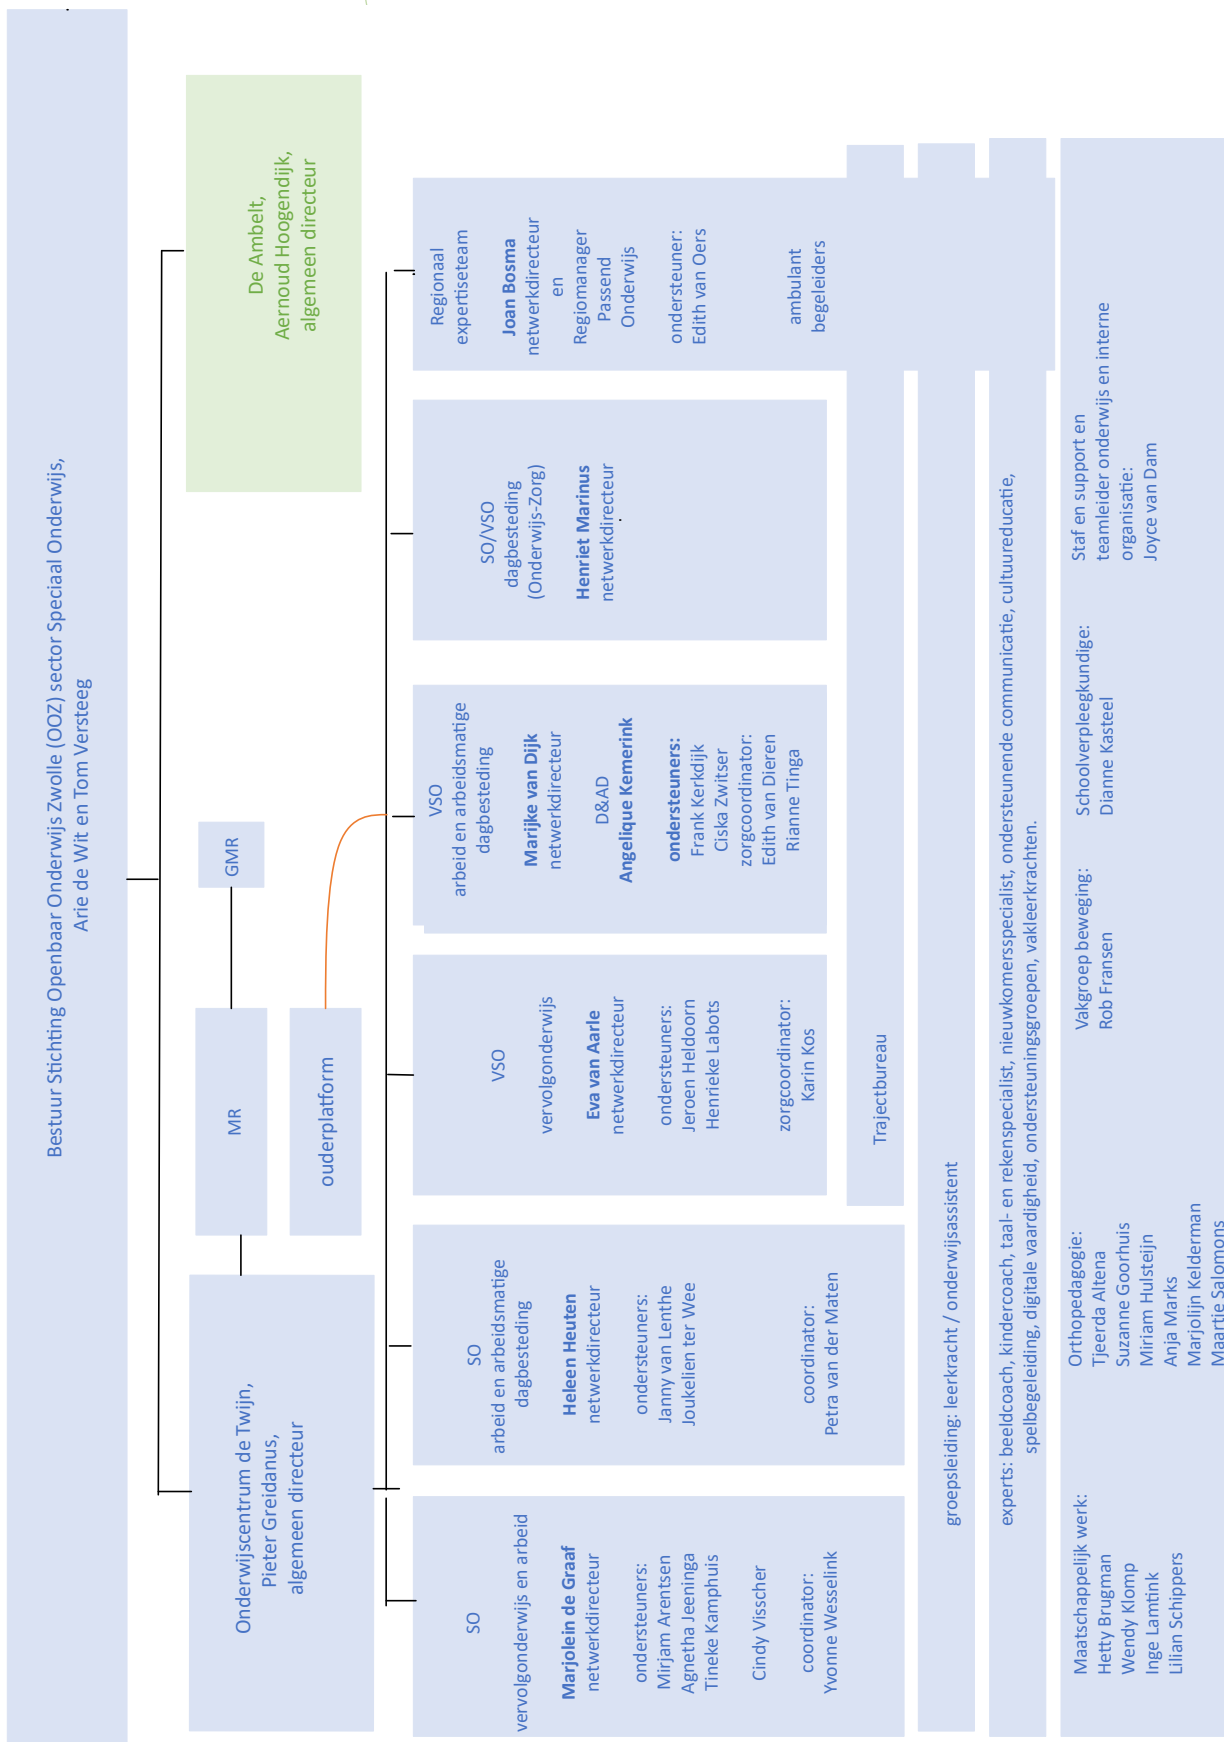 Bestuur Stichting Openbaar Onderwijs Zwolle (OOZ) sector Speciaal Onderwijs,
Arie de Wit en Tom Versteeg
Onderwijscentrum de Twijn,
Pieter Greidanus,
algemeen directeur
MR
GMR
ouderplatform
De Ambelt,
Aernoud Hoogendijk,
algemeen directeur
SO
vervolgonderwijs en arbeid
Marjolein de Graaf
netwerkdirecteur
ondersteuners:
Mirjam Arentsen
Agnetha Jeeninga
Tineke Kamphuis
Cindy Visscher
coordinator:
Yvonne Wesselink
SO
arbeid en arbeidsmatige
dagbesteding
Heleen Heuten
netwerkdirecteur
ondersteuners:
Janny van Lenthe
Joukelien ter Wee
coordinator:
Petra van der Maten
VSO
vervolgonderwijs
Eva van Aarle
netwerkdirecteur
ondersteuners:
Jeroen Heldoorn
Henrieke Labots
zorgcoordinator:
Karin Kos
VSO
arbeid en arbeidsmatige
dagbesteding
Marijke van Dijk
netwerkdirecteur
D&AD
Angelique Kemerink
ondersteuners:
Frank Kerkdijk
Ciska Zwitser
zorgcoordinator:
Edith van Dieren
Rianne Tinga
SO/VSO
dagbesteding
(Onderwijs-Zorg)
Henriet Marinus
netwerkdirecteur
Regionaal
expertiseteam
Joan Bosma
netwerkdirecteur
en
Regiomanager
Passend
Onderwijs
ondersteuner:
Edith van Oers
ambulant
begeleiders
Trajectbureau
groepsleiding: leerkracht / onderwijsassistent
experts: beeldcoach, kindercoach, taal- en rekenspecialist, nieuwkomersspecialist, ondersteunende communicatie, cultuureducatie,
spelbegeleiding, digitale vaardigheid, ondersteuningsgroepen, vakleerkrachten.
Maatschappelijk werk:
Hetty Brugman
Wendy Klomp
Inge Lamtink
Lilian Schippers
Orthopedagogie:
Tjeerda Altena
Suzanne Goorhuis
Miriam Hulsteijn
Anja Marks
Marjolijn Kelderman
Maartje Salomons
Vakgroep beweging:
Rob Fransen
Schoolverpleegkundige:
Dianne Kasteel
Staf en support en
teamleider onderwijs en interne
organisatie:
Joyce van Dam